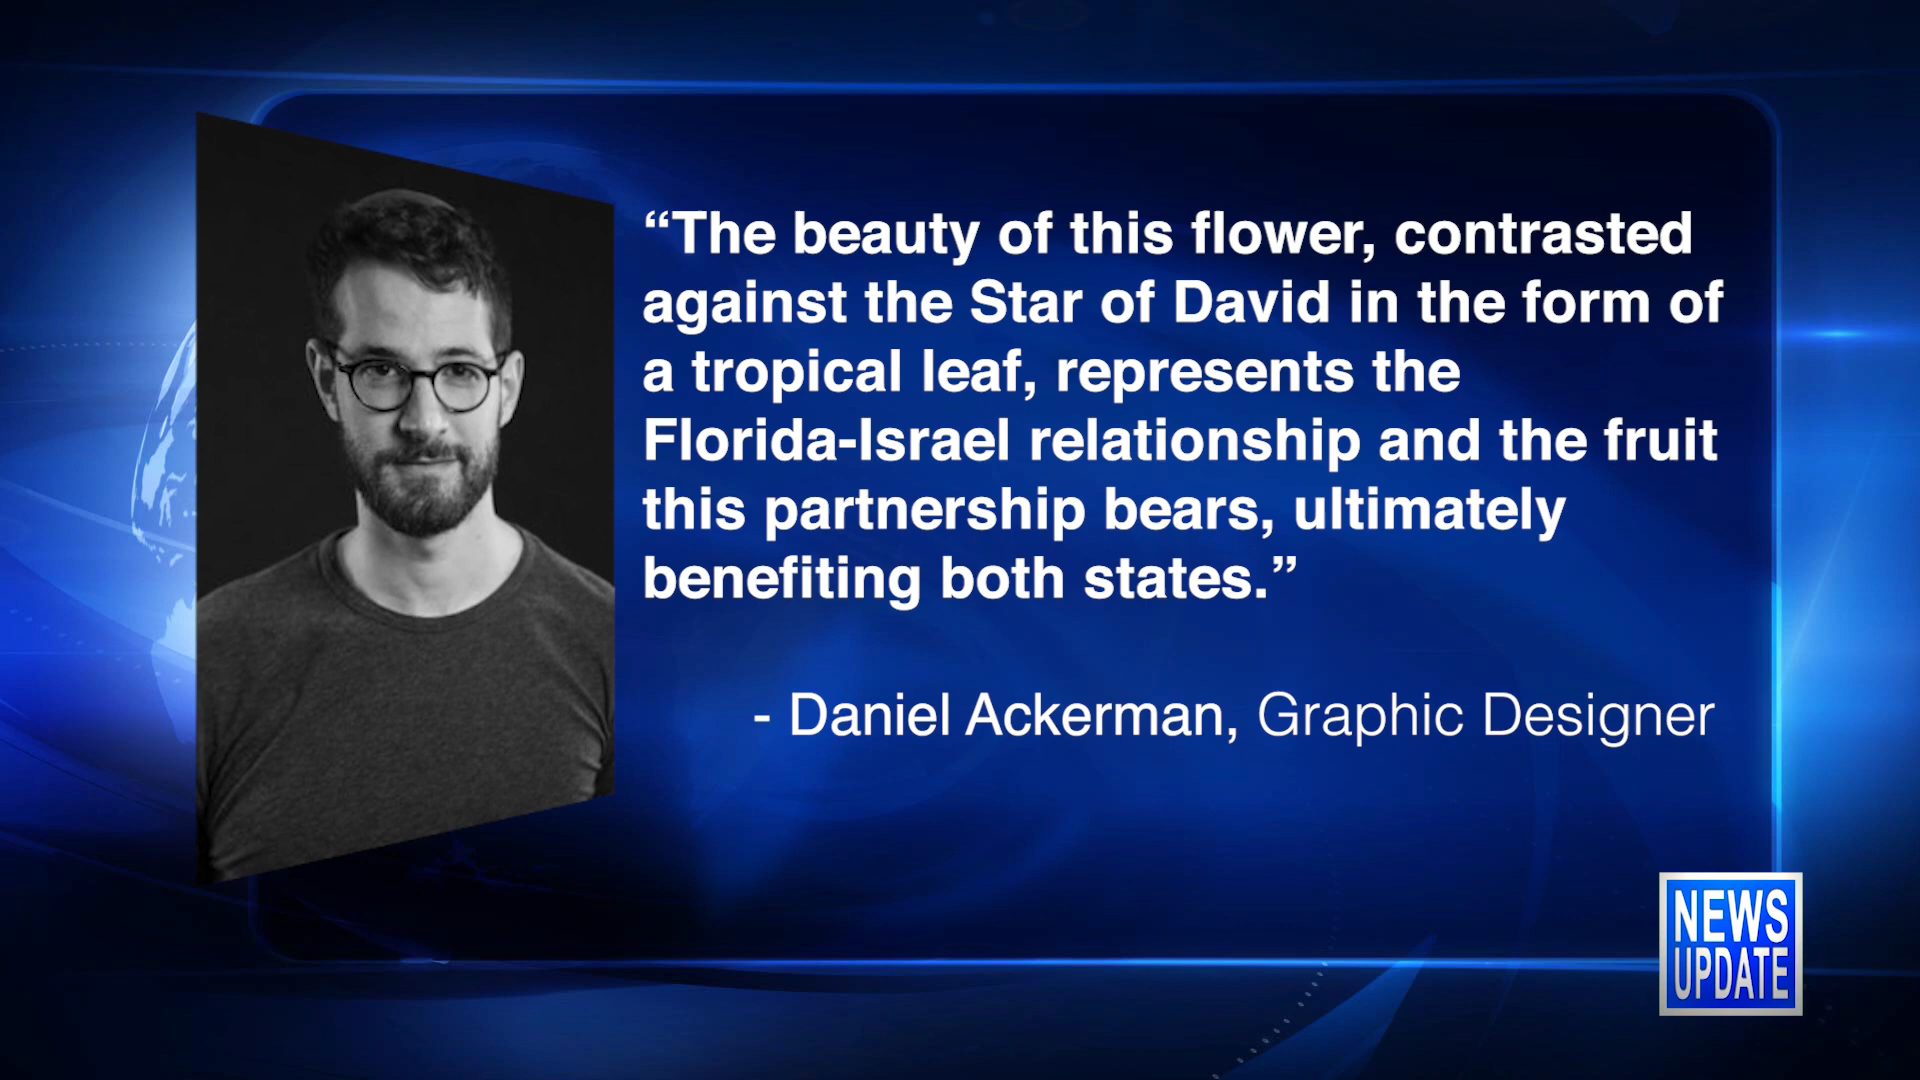 “The beauty of this flower, contrasted
against the Star of David in the form of
a tropical leaf, represents the
Florida-Israel relationship and the fruit
this partnership bears, ultimately
benefiting both states.”
- Daniel Ackerman, Graphic Designer
NEWS
UPDATE